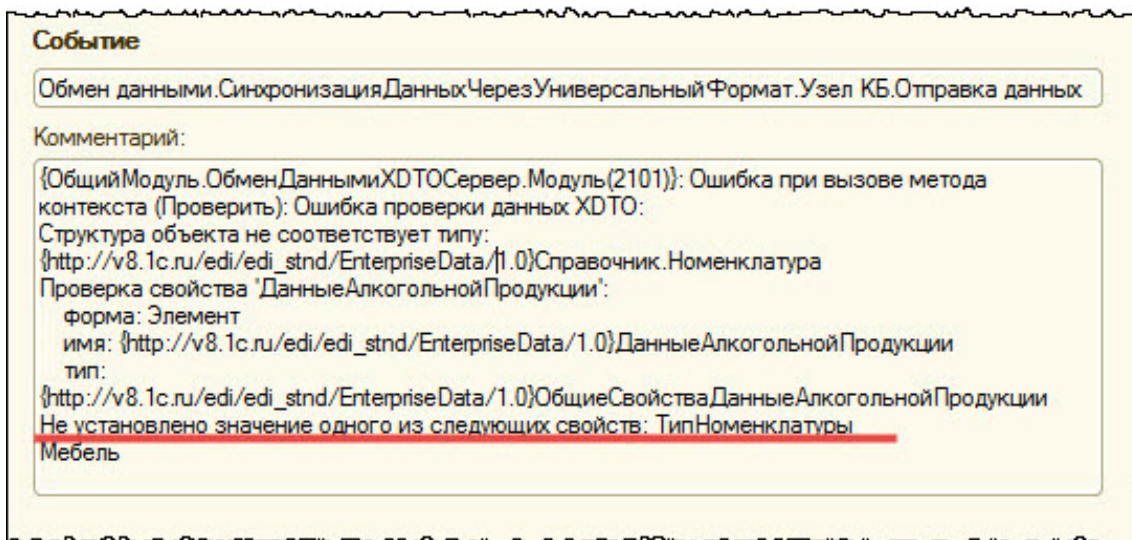 Событие
Обмен данными.СинхронизацияДанныхЧерезУниверсальныйФормат.Узел КБ.Отправка данных
Комментарий:
{ОбщийМодуль.ОбменДаннымиXDTOСервер.Модуль(2101)}: Ошибка при вызове метода
контекста (Проверить): Ошибка проверки данных XDTO:
Структура объекта не соответствует типу:
{http://v8.1c.ru/edi/edi_stnd/EnterpriseData/1.0}Справочник.Номенклатура
Проверка свойства 'ДанныеАлкогольнойПродукции':
форма: Элемент
имя: {http://v8.1c.ru/edi/edi_stnd/EnterpriseData/1.0}ДанныеАлкогольнойПродукции
тип:
{http://v8.1c.ru/edi/edi_stnd/EnterpriseData/1.0}ОбщиеСвойстваДанныеАлкогольнойПродукции
Не установлено значение одного из следующих свойств: ТипНоменклатуры
Мебель